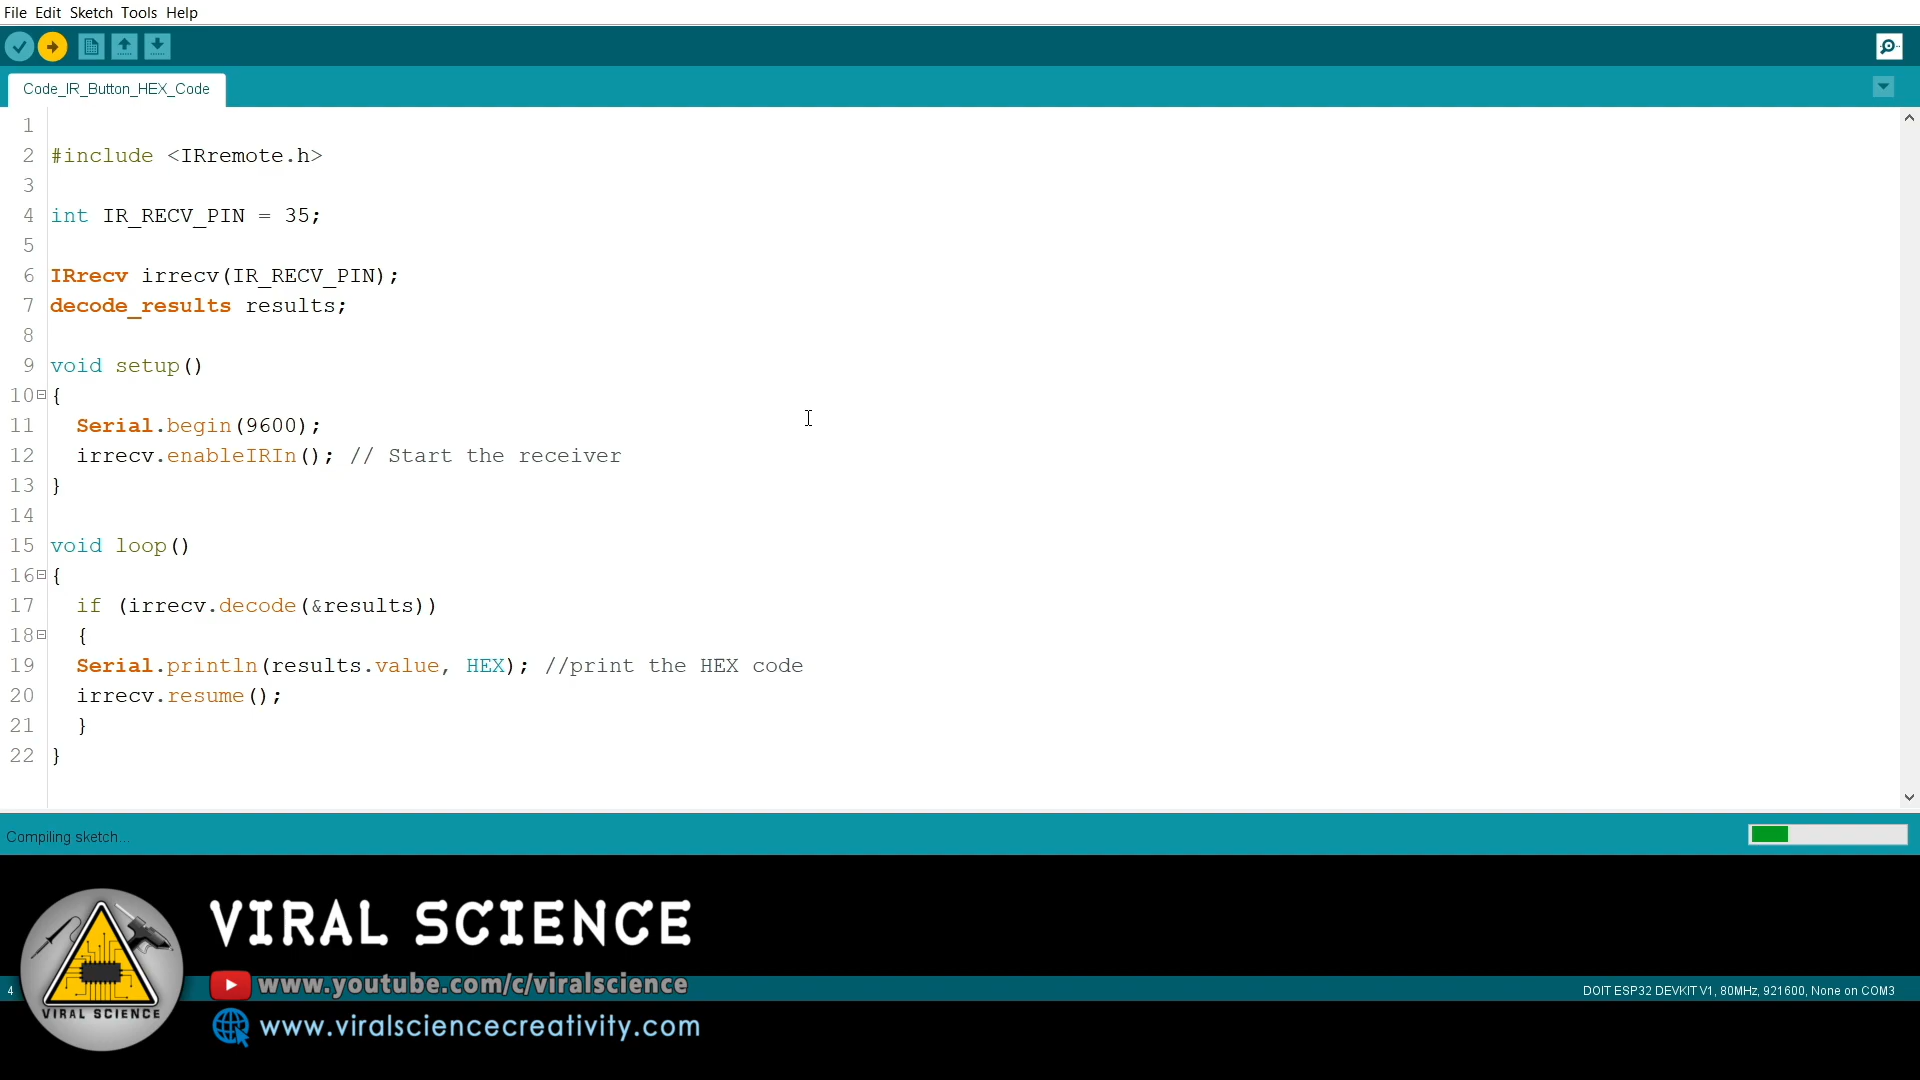 File Edit Sketch Tools Help
Code_IR_Button_HEX_Code
1
2 #include <IRremote.h>
3
4 int IR_RECV_PIN = 35;
5
6 IRrecv irrecv(IR_RECV_PIN);
7 decode_results results;
8
9 void setup()
10 {
11 Serial.begin(9600);
12 irrecv.enableIRIn(); // Start the receiver
13 }
14
15 void loop()
16 {
17 if (irrecv.decode(&results))
18 {
19 Serial.println(results.value, HEX); //print the HEX code
20 irrecv.resume();
21 }
22 }
Compiling sketch...
VIRAL SCIENCE
www.youtube.com/c/viralscience
4
VIRAL SCIENCE
DOIT ESP32 DEVKIT V1, 80MHz, 921600, None on COM3
www.viralsciencecreativity.com